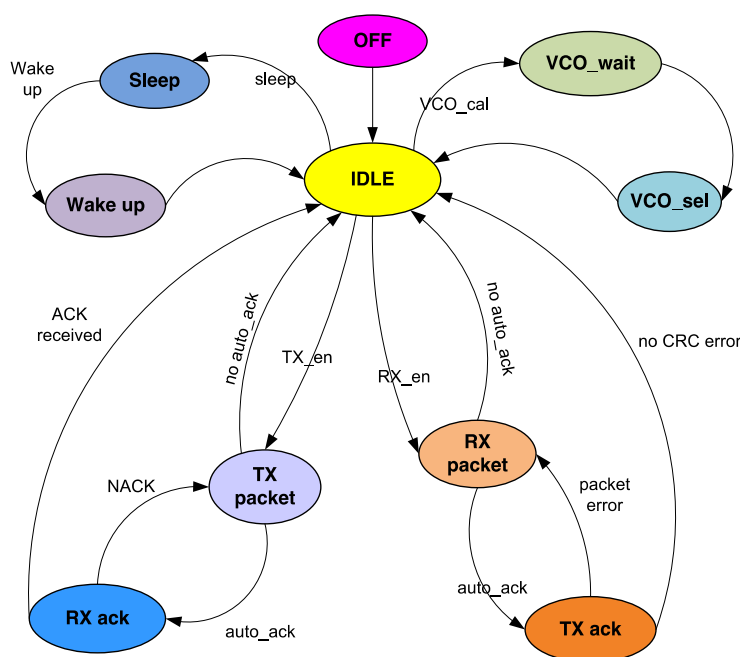 OFF
Wake
up
Sleep
sleep
VCO_wait
VCO_cal
IDLE
Wake up
VCO_sel
ACK
received
no auto_ack
TX_en
RX_en
no auto_ack
no CRC error
RX
packet
TX
packet
NACK
packet
error
auto_ack
auto_ack
RX ack
TX ack